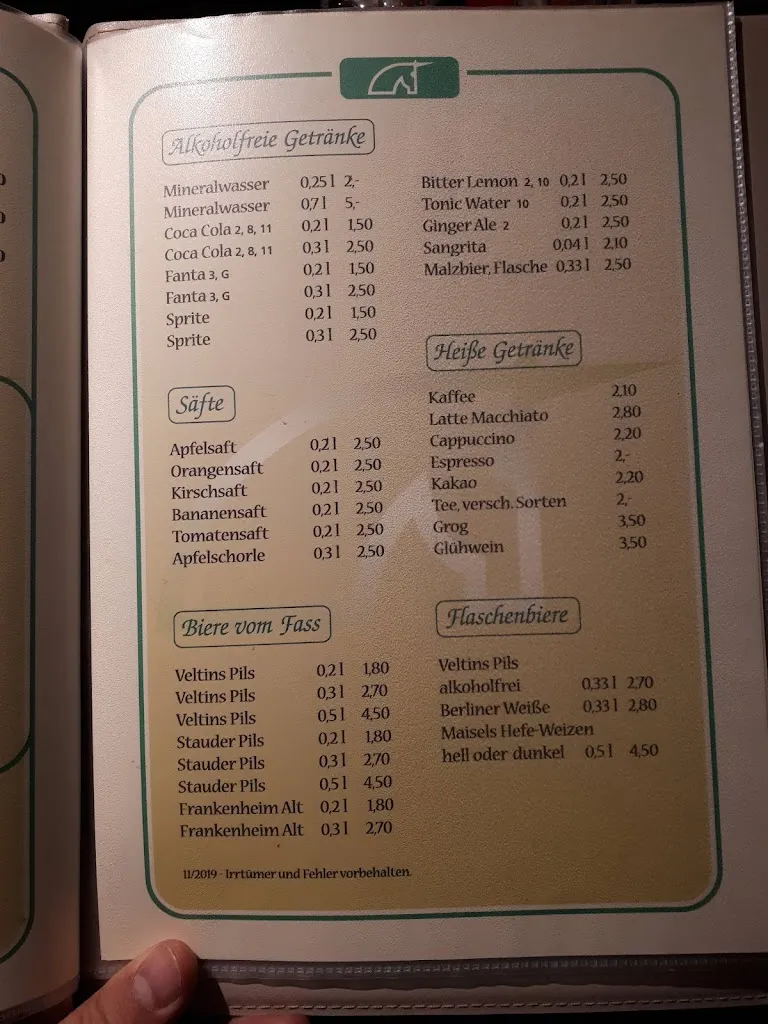 Alkoholfreie Getränke
Mineralwasser 0,25 l 2,-
Mineralwasser 0,7 l 5,-
Coca Cola 2, 8, 11 0,2 l 1,50
Coca Cola 2, 8, 11 0,3 l 2,50
Fanta 3, G 0,2 l 1,50
Fanta 3, G 0,3 l 2,50
Sprite 0,2 l 1,50
Sprite 0,3 l 2,50
Säfte
Apfelsaft 0,2 l 2,50
Orangensaft 0,2 l 2,50
Kirschsaft 0,2 l 2,50
Bananensaft 0,2 l 2,50
Tomatensaft 0,2 l 2,50
Apfelschorle 0,3 l 2,50
Biere vom Fass
Veltins Pils 0,2 l 1,80
Veltins Pils 0,3 l 2,70
Veltins Pils 0,5 l 4,50
Stauder Pils 0,2 l 1,80
Stauder Pils 0,3 l 2,70
Stauder Pils 0,5 l 4,50
Frankenheim Alt 0,2 l 1,80
Frankenheim Alt 0,3 l 2,70
11/2019 - Irrtümer und Fehler vorbehalten.
Bitter Lemon 2, 10 0,2 l 2,50
Tonic Water 10 0,2 l 2,50
Ginger Ale 2 0,2 l 2,50
Sangrita 0,04 l 2,10
Malzbier, Flasche 0,33 l 2,50
Heiße Getränke
Kaffee 2,10
Latte Macchiato 2,80
Cappuccino 2,20
Espresso 2,-
Kakao 2,20
Tee, versch. Sorten 2,-
Grog 3,50
Glühwein 3,50
Flaschenbiere
Veltins Pils
alkoholfrei 0,33 l 2,70
Berliner Weiße 0,33 l 2,80
Maisels Hefe-Weizen
hell oder dunkel 0,5 l 4,50